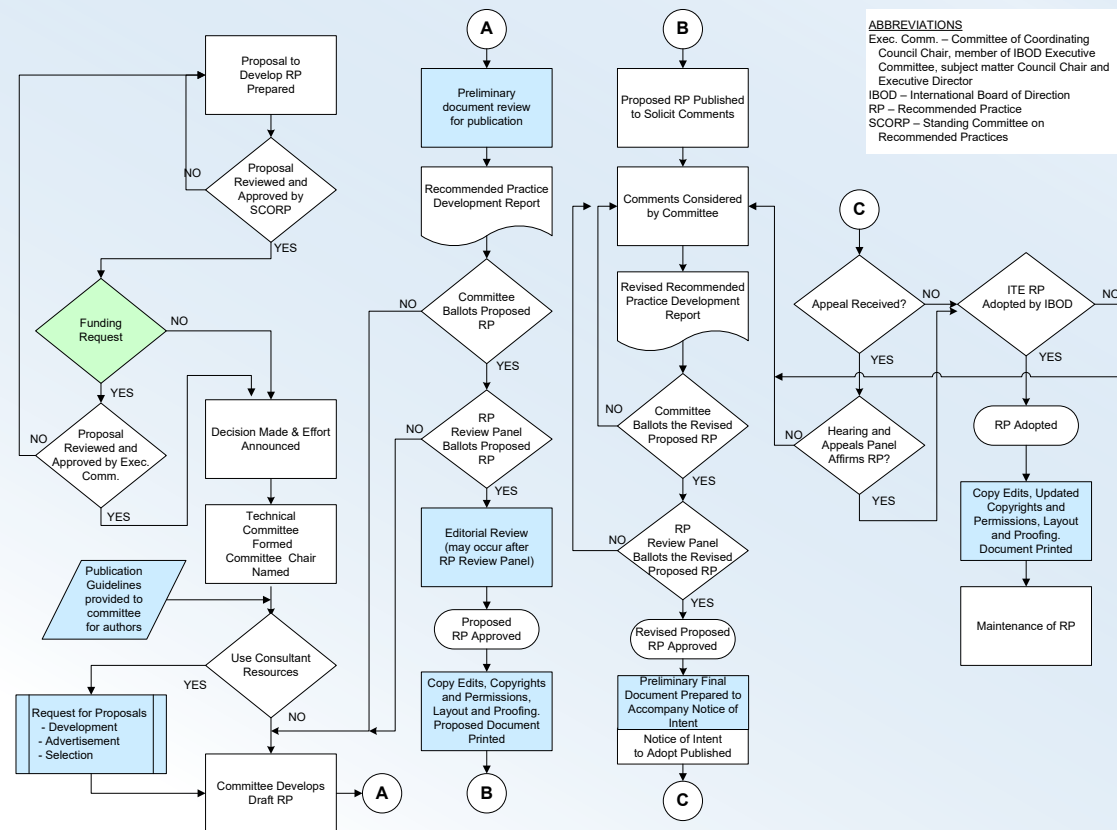 Proposal to
Develop RP
Prepared
NO
Proposal
Reviewed and
Approved by
SCORP
YES
Funding
Request
NO
YES
Proposal
Reviewed and
Approved by Exec.
Comm.
NO
YES
Decision Made & Effort
Announced
Technical
Committee
Formed
Committee Chair
Named
Publication
Guidelines
provided to
committee
for authors
Use Consultant
Resources
YES
NO
Request for Proposals
- Development
- Advertisement
- Selection
Committee Develops
Draft RP
A
A
Preliminary
document review
for publication
Recommended Practice
Development Report
Committee
Ballots Proposed
RP
NO
YES
RP
Review Panel
Ballots Proposed
RP
NO
YES
Editorial Review
(may occur after
RP Review Panel)
Proposed
RP Approved
Copy Edits, Copyrights
and Permissions,
Layout and Proofing.
Proposed Document
Printed
B
B
Proposed RP Published
to Solicit Comments
Comments Considered
by Committee
Revised Recommended
Practice Development
Report
Committee
Ballots the Revised
Proposed RP
NO
YES
RP
Review Panel
Ballots the Revised
Proposed RP
NO
YES
Revised Proposed
RP Approved
Preliminary Final
Document Prepared to
Accompany Notice of
Intent
Notice of Intent
to Adopt Published
C
C
Appeal Received?
NO
YES
Hearing and
Appeals Panel
Affirms RP?
NO
YES
ITE RP
Adopted by IBOD
NO
YES
RP Adopted
Copy Edits, Updated
Copyrights and
Permissions, Layout
and Proofing.
Document Printed
Maintenance of RP
ABBREVIATIONS
Exec. Comm. – Committee of Coordinating
Council Chair, member of IBOD Executive
Committee, subject matter Council Chair and
Executive Director
IBOD – International Board of Direction
RP – Recommended Practice
SCORP – Standing Committee on
Recommended Practices